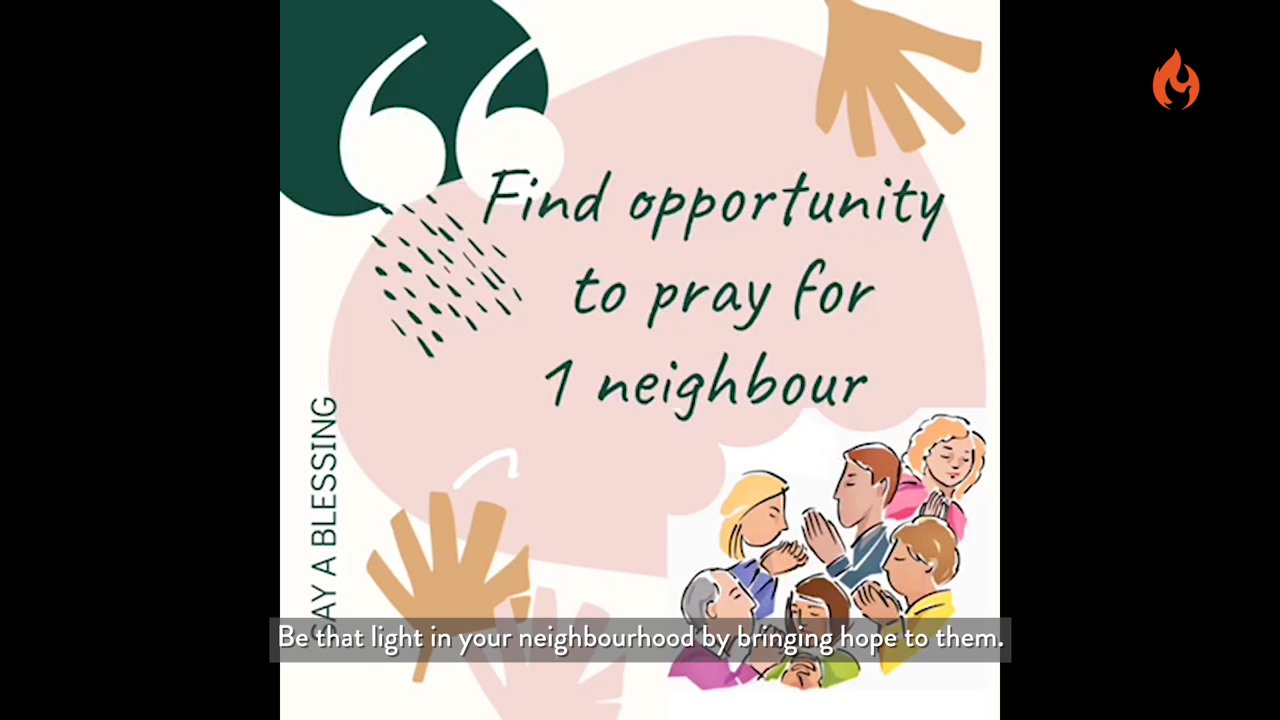 Find opportunity
to pray for
1 neighbour
SAY A BLESSING
Be that light in your neighbourhood by bringing hope to them.